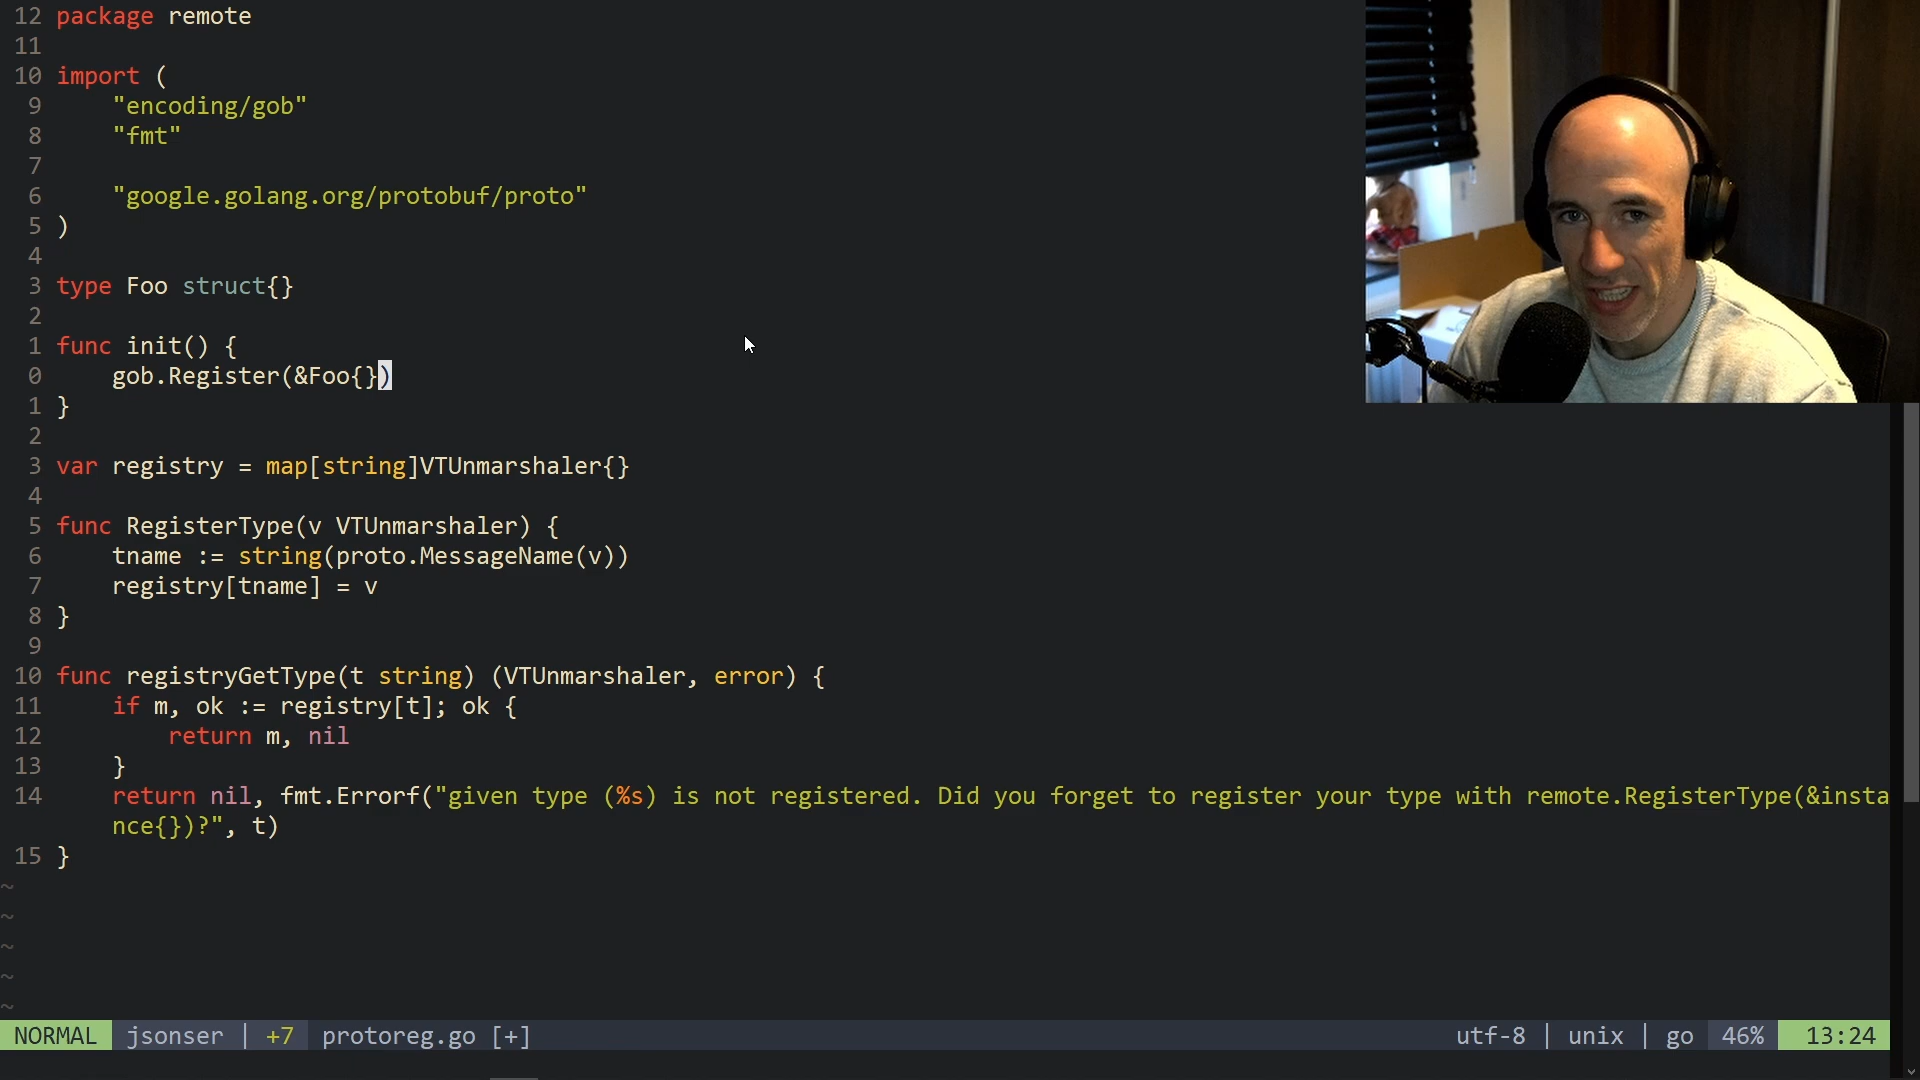 12 package remote
11
10 import (
9 "encoding/gob"
8 "fmt"
7
6 "google.golang.org/protobuf/proto"
5 )
4
3 type Foo struct{}
2
1 func init() {
0 gob.Register(&Foo{})
1 }
2
3 var registry = map[string]VTUnmarshaler{}
4
5 func RegisterType(v VTUnmarshaler) {
6 tname := string(proto.MessageName(v))
7 registry[tname] = v
8 }
9
10 func registryGetType(t string) (VTUnmarshaler, error) {
11 if m, ok := registry[t]; ok {
12 return m, nil
13 }
14 return nil, fmt.Errorf("given type (%s) is not registered. Did you forget to register your type with remote.RegisterType(&insta
nce{})?", t)
15 }
~
~
~
~
~
NORMAL jsonser | +7 protoreg.go [+] utf-8 | unix | go 46% 13:24